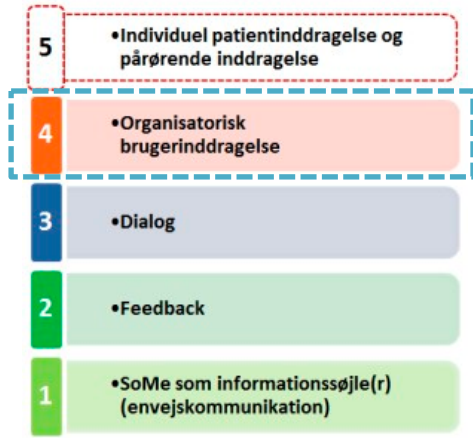 5
•Individuel patientinddragelse og
pårørende inddragelse
4
•Organisatorisk
brugerinddragelse
3
•Dialog
2
•Feedback
1
•SoMe som informationssøjle(r)
(envejskommunikation)